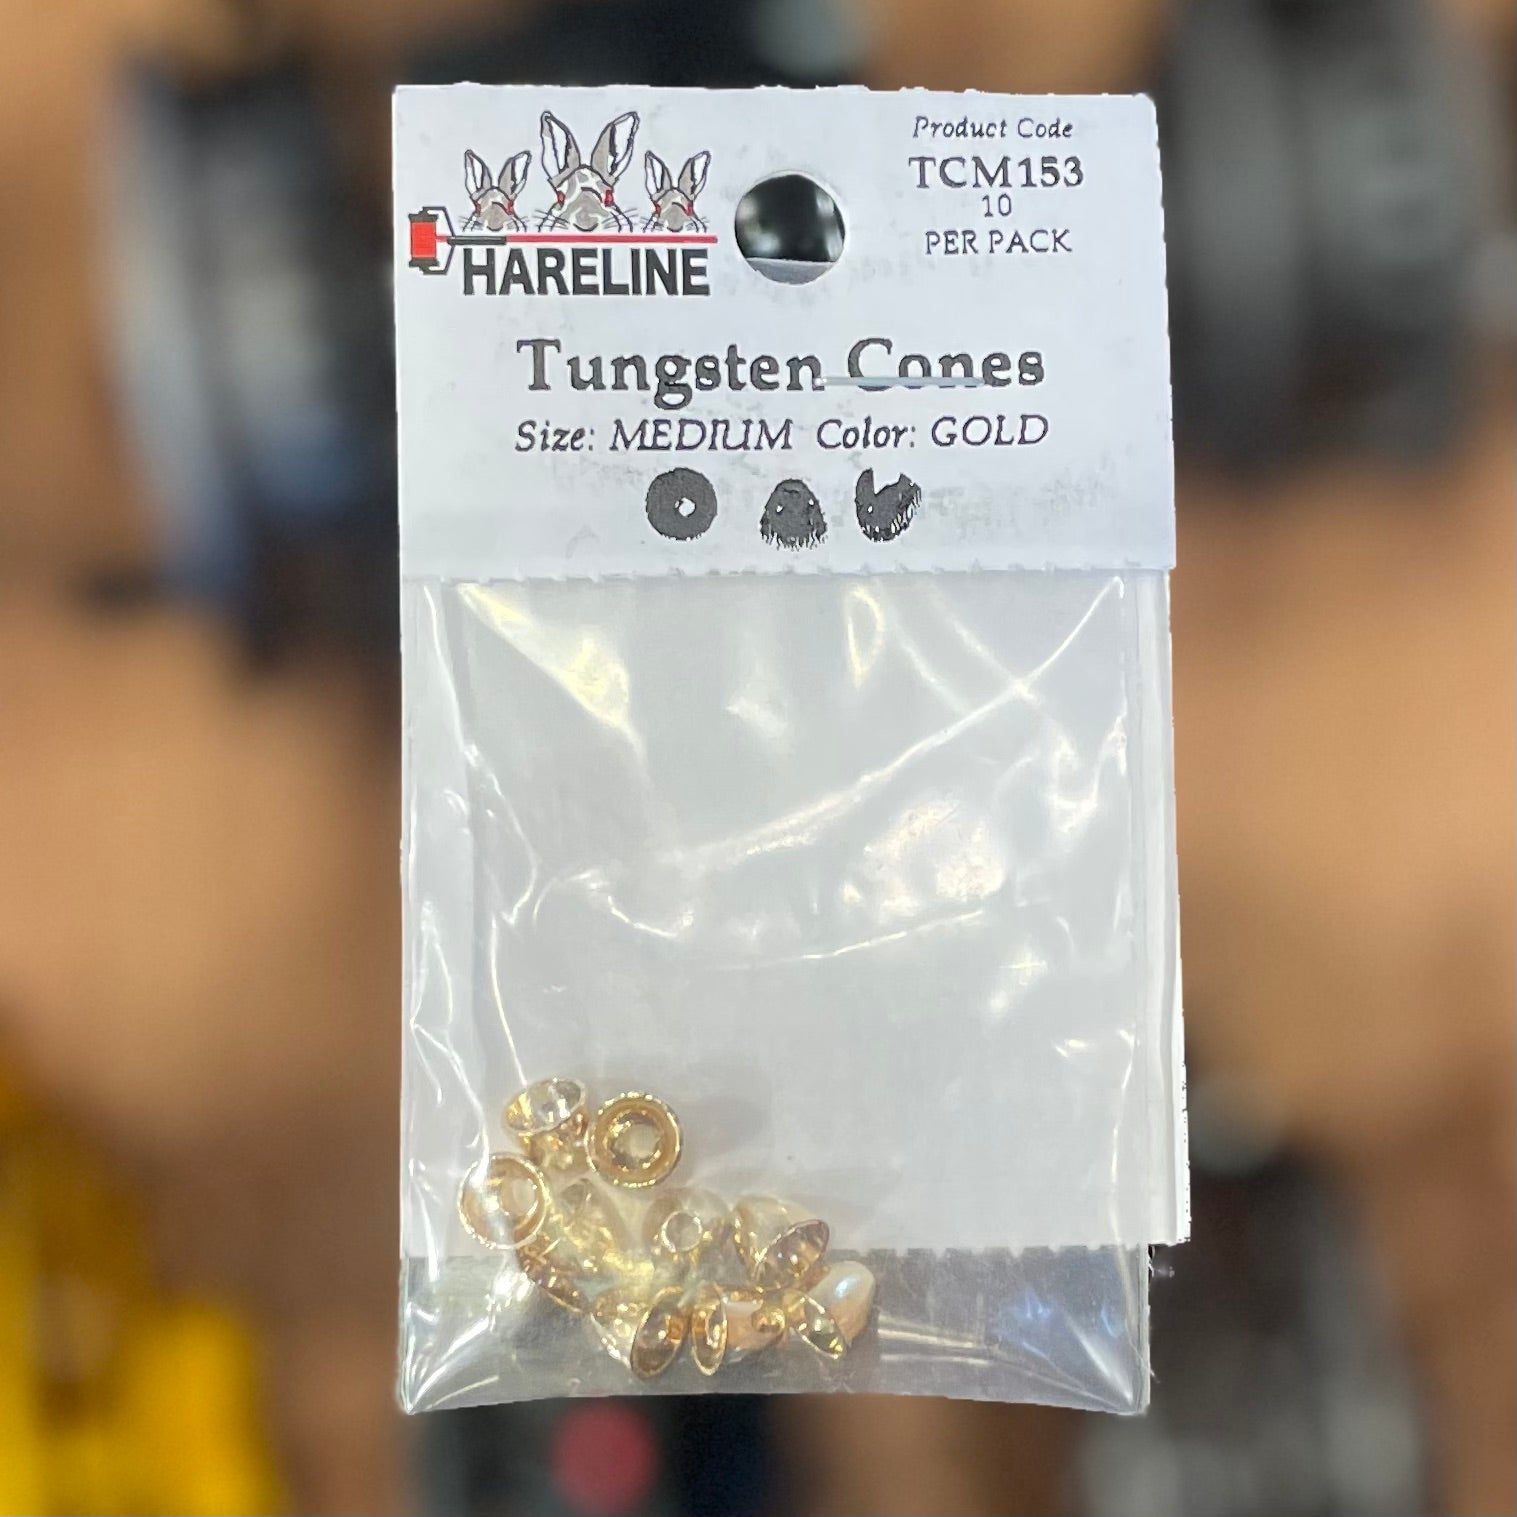 HARELINE
Product Code
TCM153
10
PER PACK
Tungsten Cones
Size: MEDIUM Color: GOLD